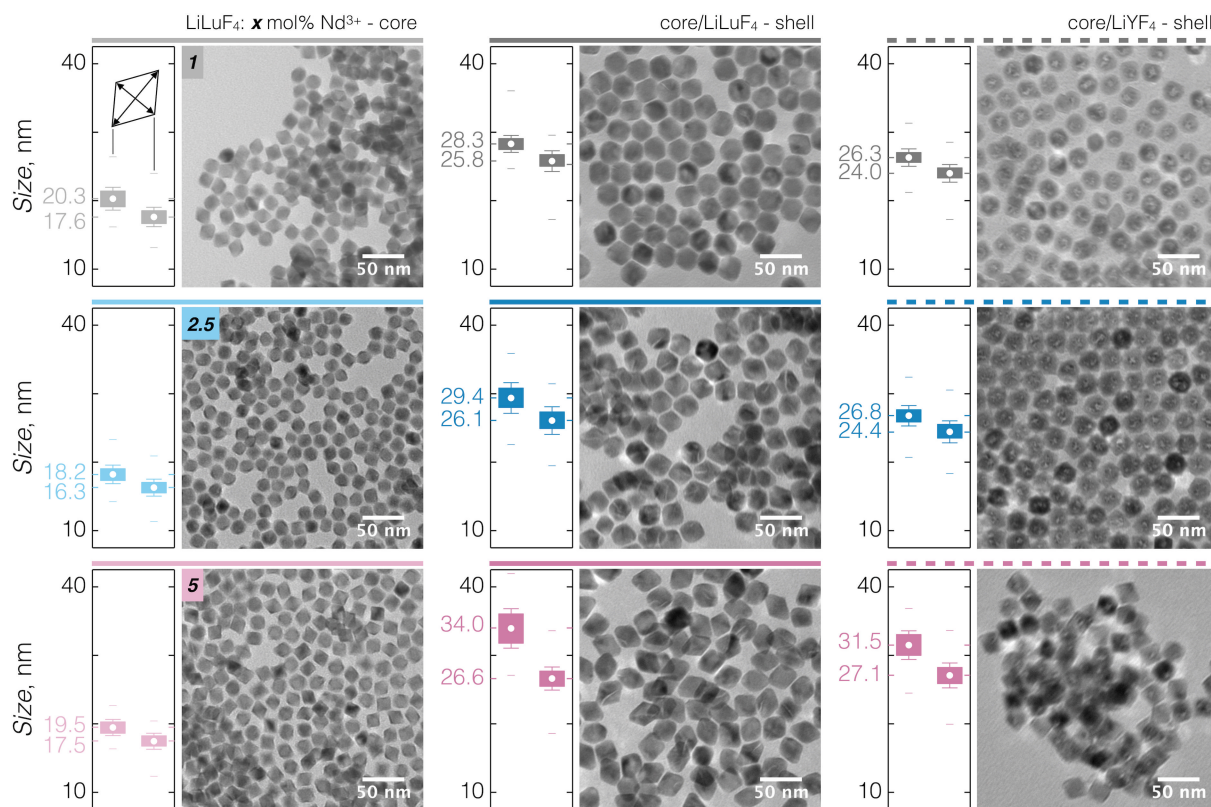 LiLuF₄: x mol% Nd³⁺ - core
core/LiLuF₄ - shell
core/LiYF₄ - shell
Size, nm
40
20.3
17.6
10
1
50 nm
28.3
25.8
50 nm
26.3
24.0
50 nm
Size, nm
40
18.2
16.3
10
2.5
50 nm
40
29.4
26.1
10
50 nm
40
26.8
24.4
10
50 nm
Size, nm
40
19.5
17.5
10
5
50 nm
40
34.0
26.6
10
50 nm
40
31.5
27.1
10
50 nm